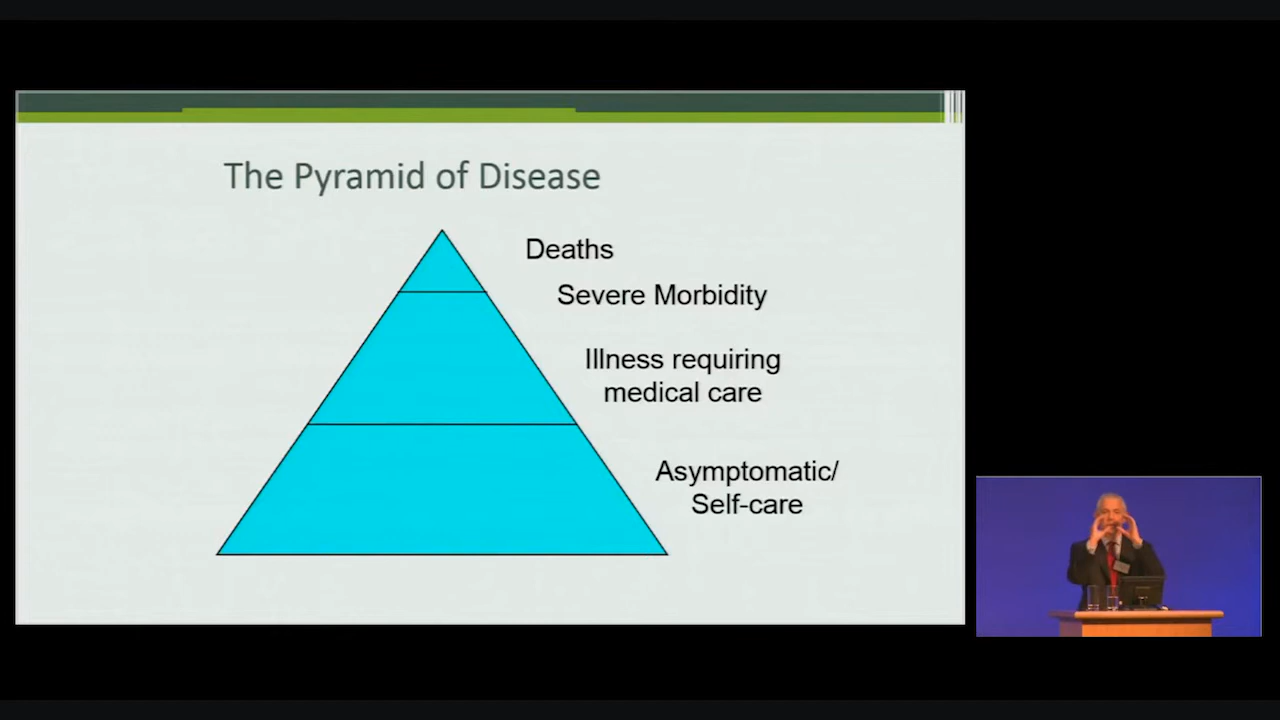 The Pyramid of Disease
Deaths
Severe Morbidity
Illness requiring
medical care
Asymptomatic/
Self-care